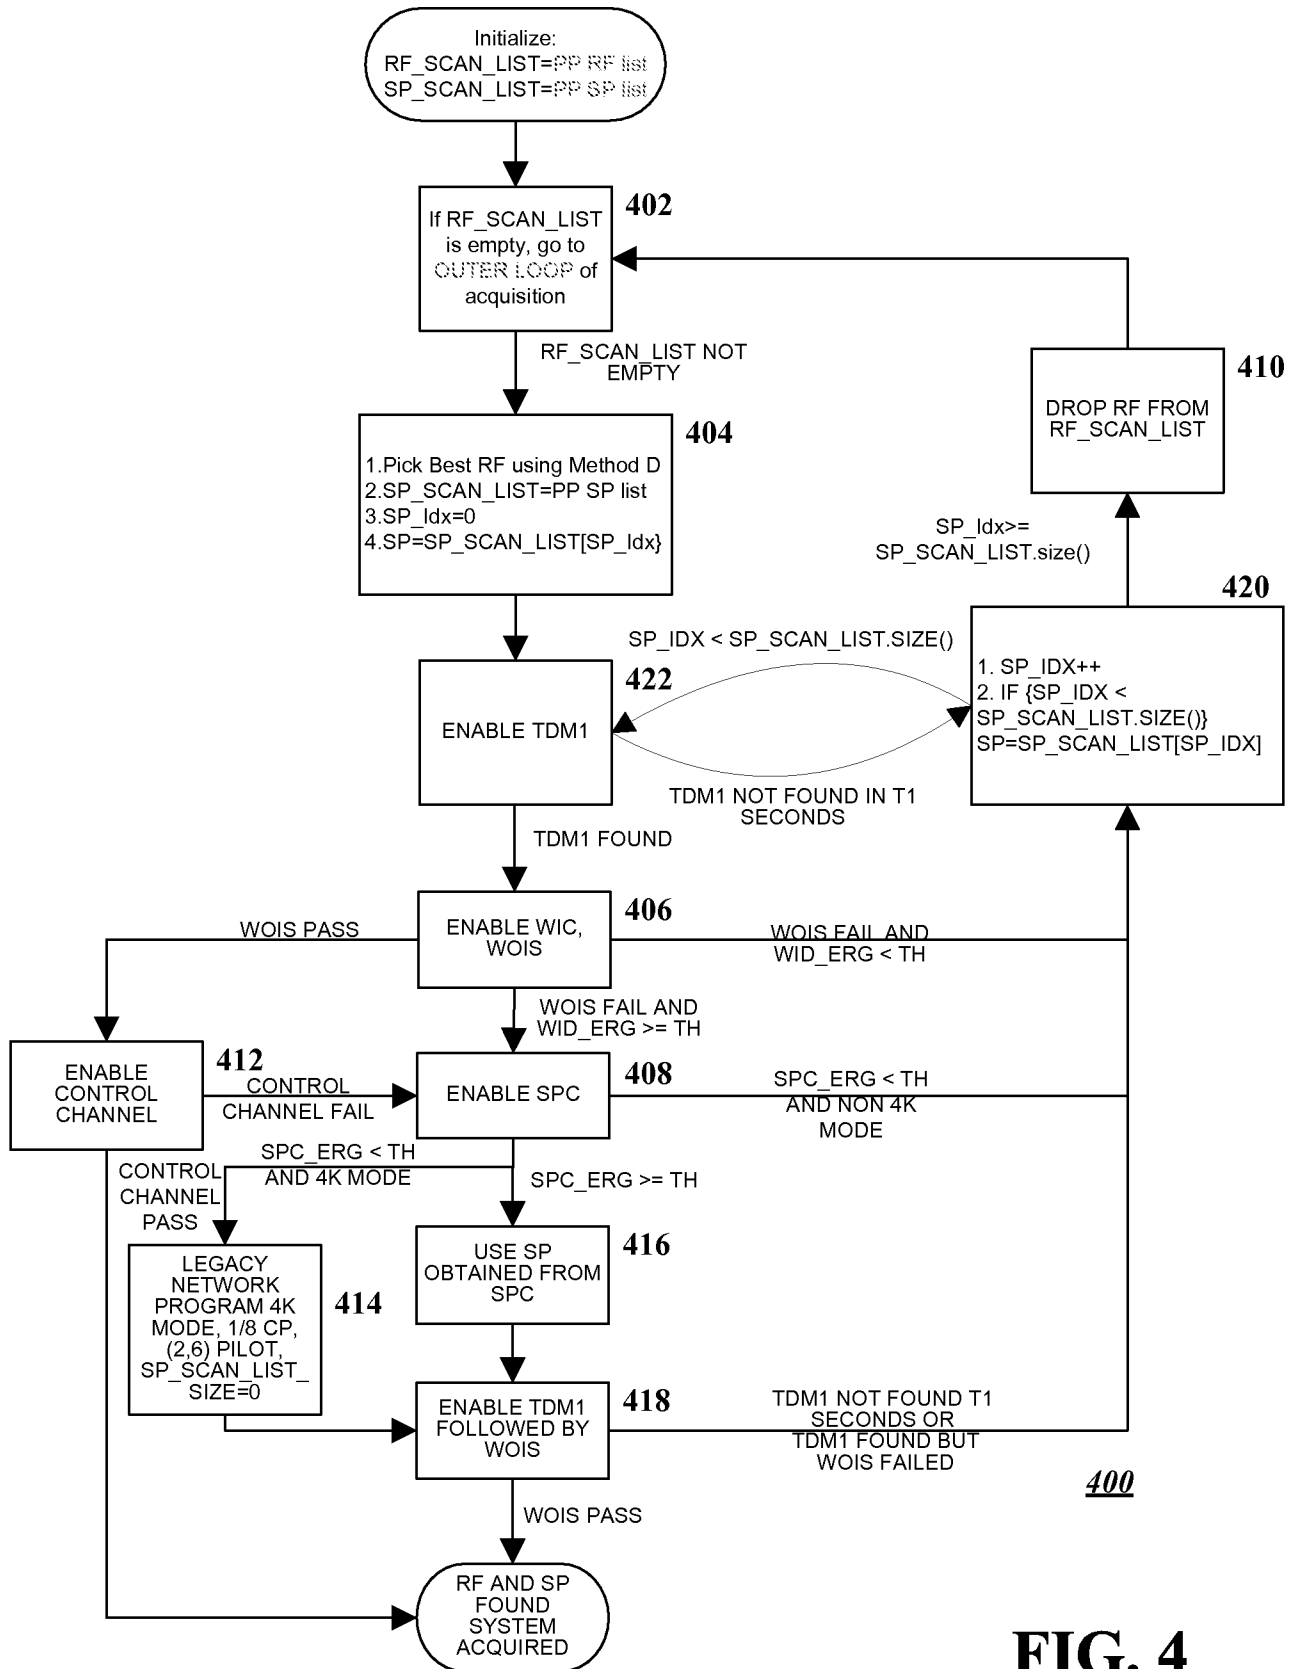 Initialize:
RF_SCAN_LIST=PP RF list
SP_SCAN_LIST=PP SP list
402
If RF_SCAN_LIST
is empty, go to
OUTER LOOP of
acquisition
RF_SCAN_LIST NOT
EMPTY
410
DROP RF FROM
RF_SCAN_LIST
404
1.Pick Best RF using Method D
2.SP_SCAN_LIST=PP SP list
3.SP_Idx=0
4.SP=SP_SCAN_LIST[SP_Idx}
SP_Idx>=
SP_SCAN_LIST.size()
420
1. SP_IDX++
2. IF {SP_IDX <
SP_SCAN_LIST.SIZE()}
SP=SP_SCAN_LIST[SP_IDX]
SP_IDX < SP_SCAN_LIST.SIZE()
422
ENABLE TDM1
TDM1 NOT FOUND IN T1
SECONDS
TDM1 FOUND
406
ENABLE WIC,
WOIS
WOIS PASS
WOIS FAIL AND
WID_ERG < TH
WOIS FAIL AND
WID_ERG >= TH
412
ENABLE
CONTROL
CHANNEL
CONTROL
CHANNEL FAIL
408
ENABLE SPC
SPC_ERG < TH
AND NON 4K
MODE
SPC_ERG < TH
AND 4K MODE
SPC_ERG >= TH
CONTROL
CHANNEL
PASS
414
LEGACY
NETWORK
PROGRAM 4K
MODE, 1/8 CP,
(2,6) PILOT,
SP_SCAN_LIST_
SIZE=0
416
USE SP
OBTAINED FROM
SPC
418
ENABLE TDM1
FOLLOWED BY
WOIS
TDM1 NOT FOUND T1
SECONDS OR
TDM1 FOUND BUT
WOIS FAILED
400
WOIS PASS
RF AND SP
FOUND
SYSTEM
ACQUIRED
FIG. 4